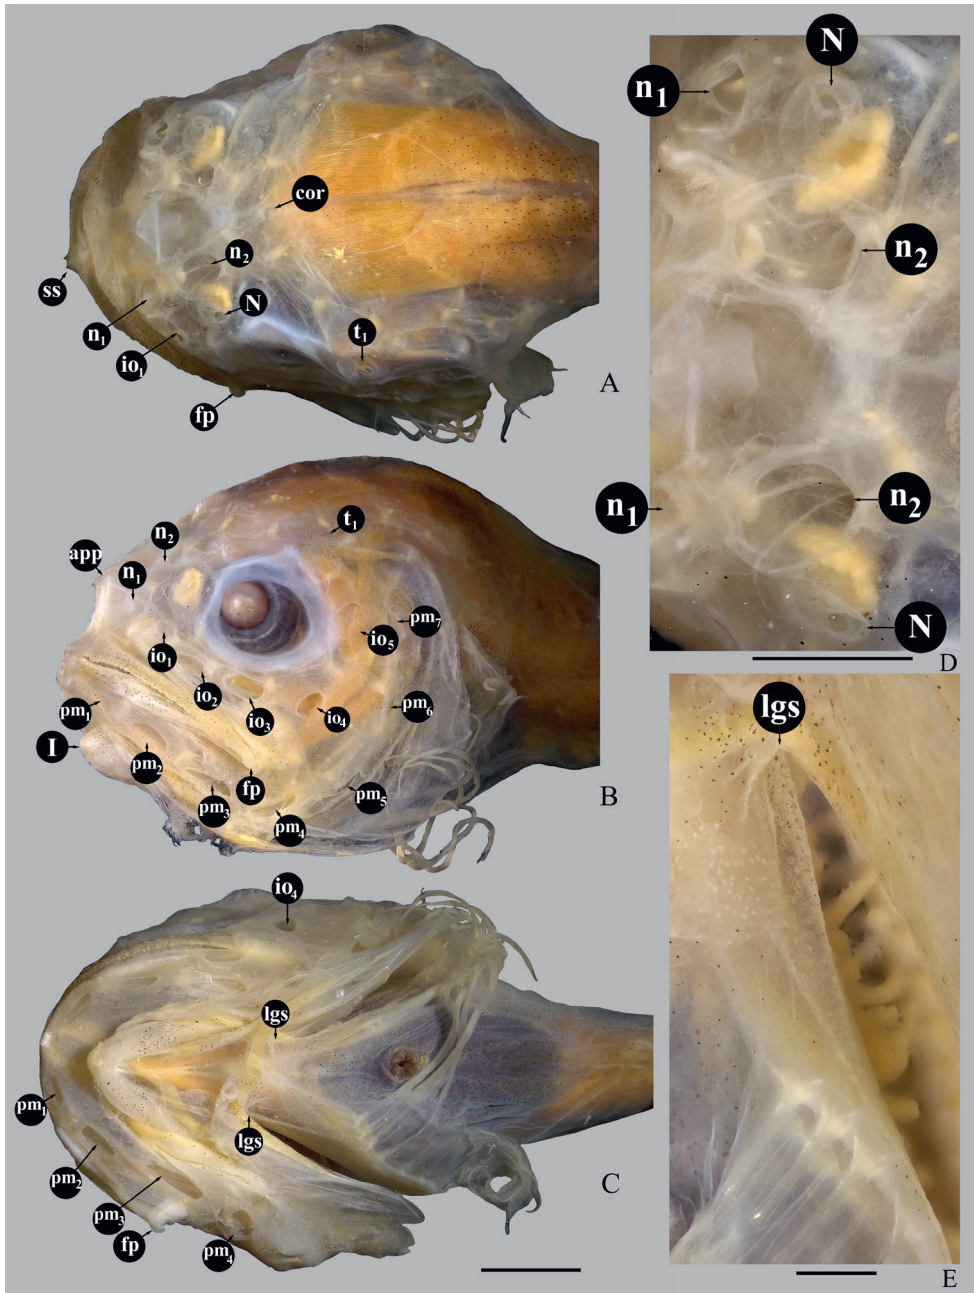 cor
n2
ss
N
n1
t1
io1
fp
A
N
n1
n2
n1
n2
N
D
t1
n2
app
n1
pm7
io5
io1
io2
pm6
io3
io4
pm1
I
pm2
fp
pm5
pm3
pm4
B
lgs
E
io4
lgs
pm1
lgs
pm2
pm3
fp
pm4
C